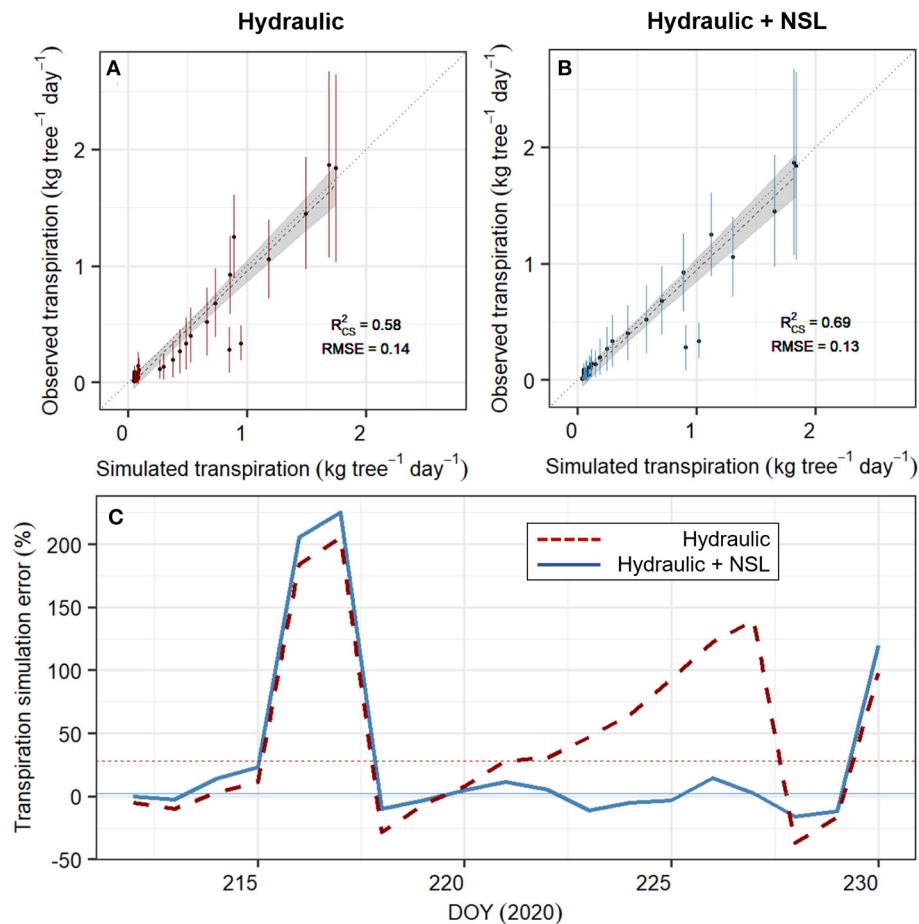 Hydraulic
Hydraulic + NSL
A
Observed transpiration (kg tree⁻¹ day⁻¹)
2
1
0
R²CS = 0.58
RMSE = 0.14
0 1 2
Simulated transpiration (kg tree⁻¹ day⁻¹)
B
Observed transpiration (kg tree⁻¹ day⁻¹)
2
1
0
R²CS = 0.69
RMSE = 0.13
0 1 2
Simulated transpiration (kg tree⁻¹ day⁻¹)
C
Transpiration simulation error (%)
200
150
100
50
0
-50
Hydraulic
Hydraulic + NSL
215 220 225 230
DOY (2020)